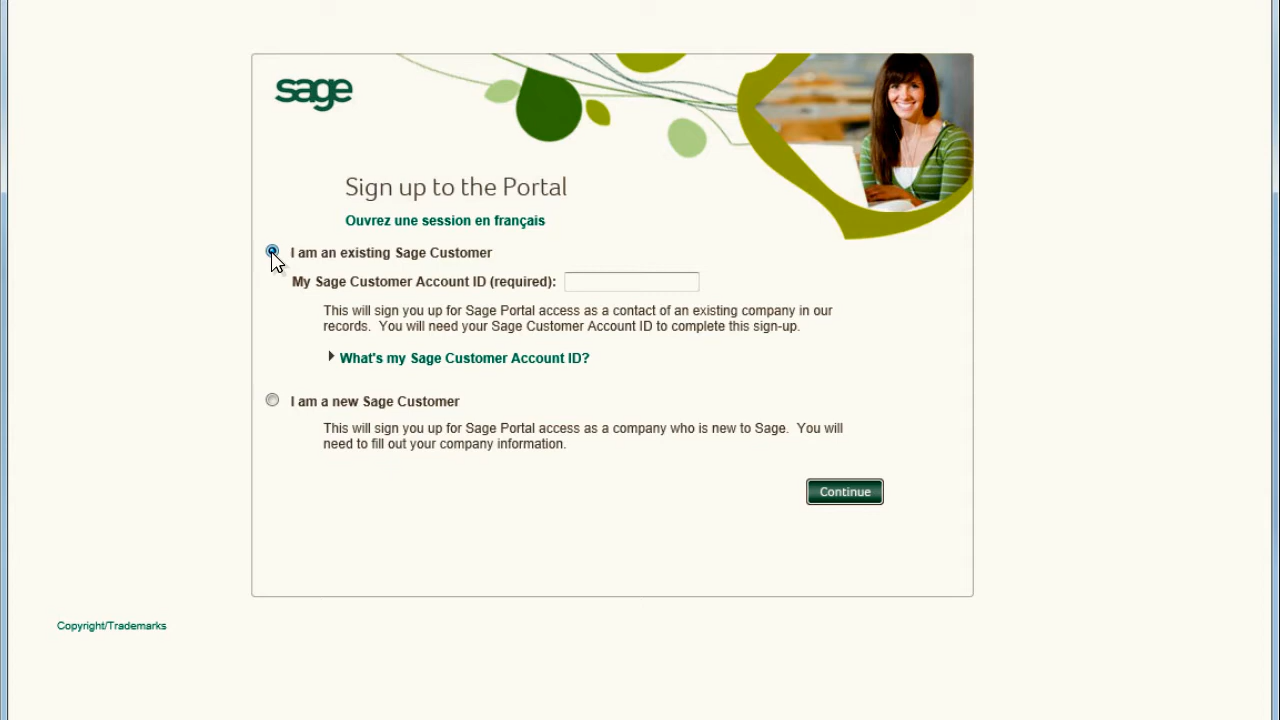 sage
Sign up to the Portal
Ouvrez une session en français
I am an existing Sage Customer
My Sage Customer Account ID (required):
This will sign you up for Sage Portal access as a contact of an existing company in our
records. You will need your Sage Customer Account ID to complete this sign-up.
What's my Sage Customer Account ID?
I am a new Sage Customer
This will sign you up for Sage Portal access as a company who is new to Sage. You will
need to fill out your company information.
Continue
Copyright/Trademarks